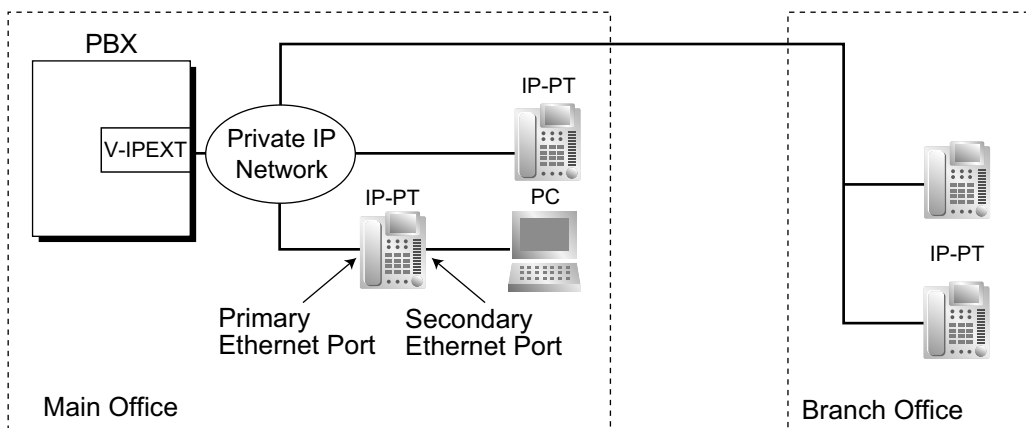 PBX
V-IPEXT
Private IP
Network
IP-PT
IP-PT
PC
Primary
Ethernet Port
Secondary
Ethernet Port
Main Office
IP-PT
Branch Office